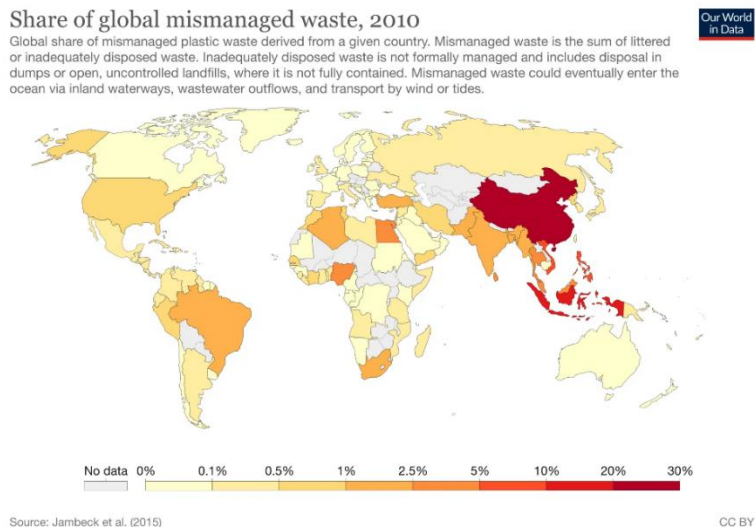 Share of global mismanaged waste, 2010
Our World
in Data
Global share of mismanaged plastic waste derived from a given country. Mismanaged waste is the sum of littered
or inadequately disposed waste. Inadequately disposed waste is not formally managed and includes disposal in
dumps or open, uncontrolled landfills, where it is not fully contained. Mismanaged waste could eventually enter the
ocean via inland waterways, wastewater outflows, and transport by wind or tides.
No data 0% 0.1% 0.5% 1% 2.5% 5% 10% 20% 30%
Source: Jambeck et al. (2015) CC BY